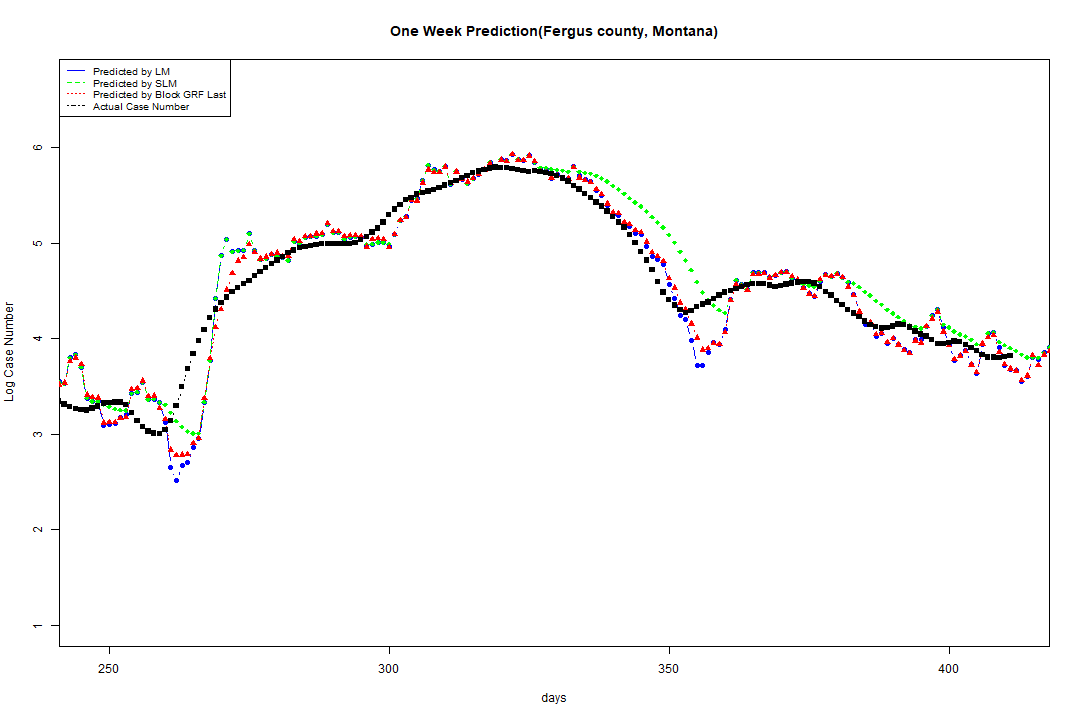 One Week Prediction(Fergus county, Montana)
Predicted by LM
Predicted by SLM
Predicted by Block GRF Last
Actual Case Number
6
5
4
3
2
1
Log Case Number
250 300 350 400
days